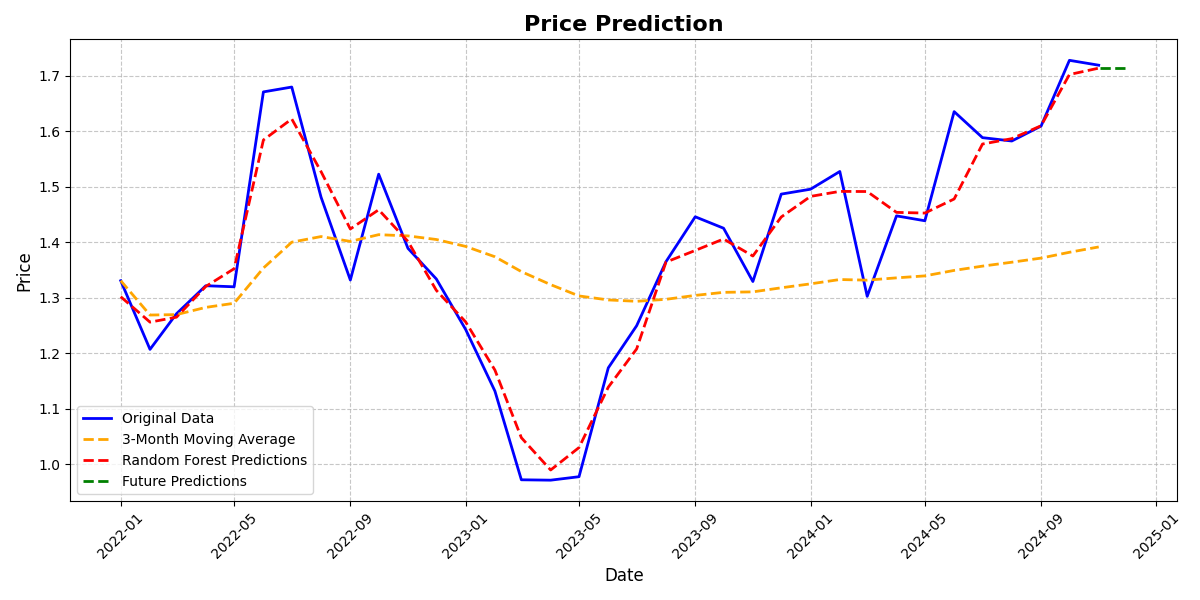 Price Prediction
Price
1.7
1.6
1.5
1.4
1.3
1.2
1.1
1.0
Original Data
3-Month Moving Average
Random Forest Predictions
Future Predictions
2022-01
2022-05
2022-09
2023-01
2023-05
2023-09
2024-01
2024-05
2024-09
2025-01
Date